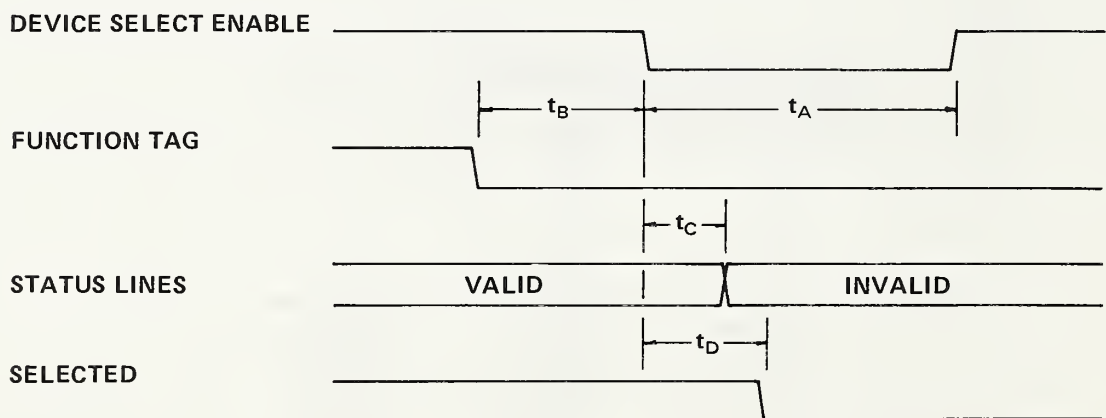 DEVICE SELECT ENABLE
t_B
t_A
FUNCTION TAG
t_C
STATUS LINES
VALID
INVALID
t_D
SELECTED